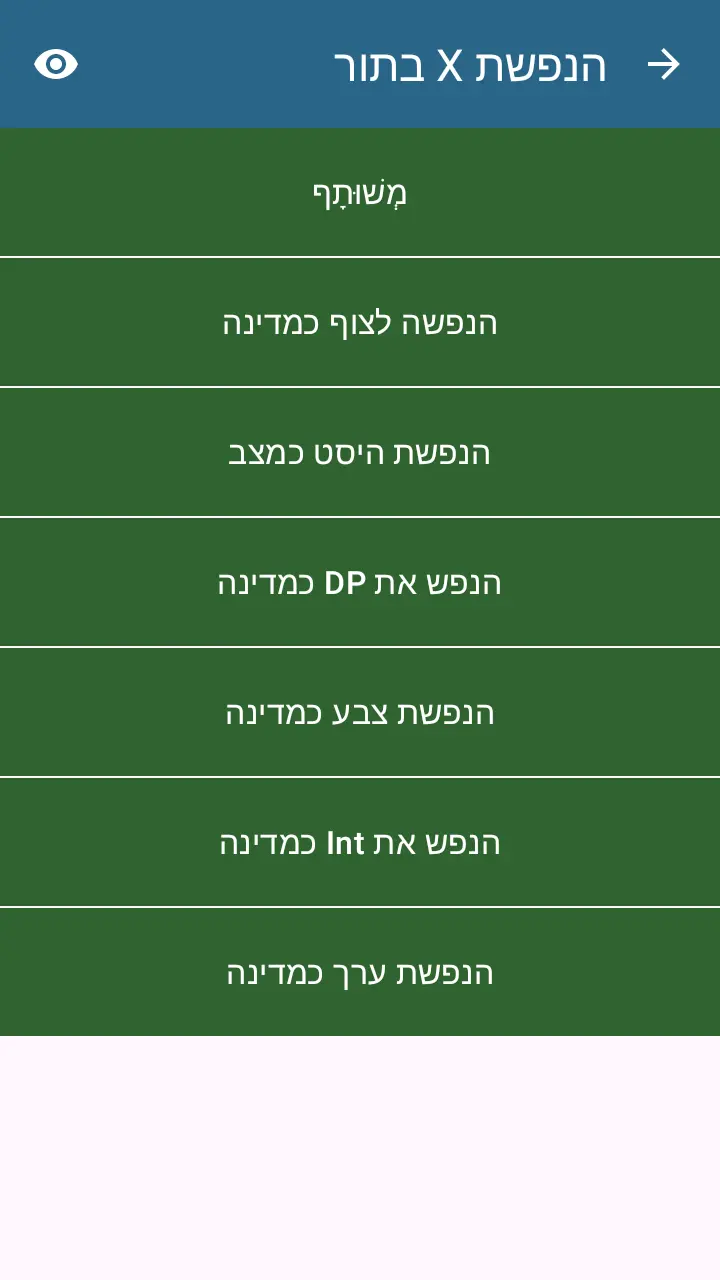 הנפשת X בתור
מְשׁוּתָף
הנפשה לצוף כמדינה
הנפשת היסט כמצב
הנפש את DP כמדינה
הנפשת צבע כמדינה
הנפש את Int כמדינה
הנפשת ערך כמדינה